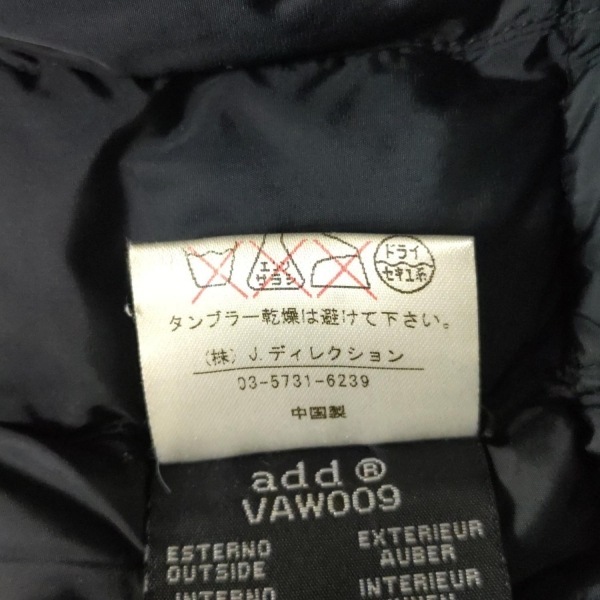 エンソ
サラシ
ドライ
セキユ系
タンブラー乾燥は避けて下さい。
(株) J.ディレクション
03-5731-6239
中国製
add ®
VAW009
ESTERNO EXTERIEUR
OUTSIDE AUBER
INTERNO INTERIEUR